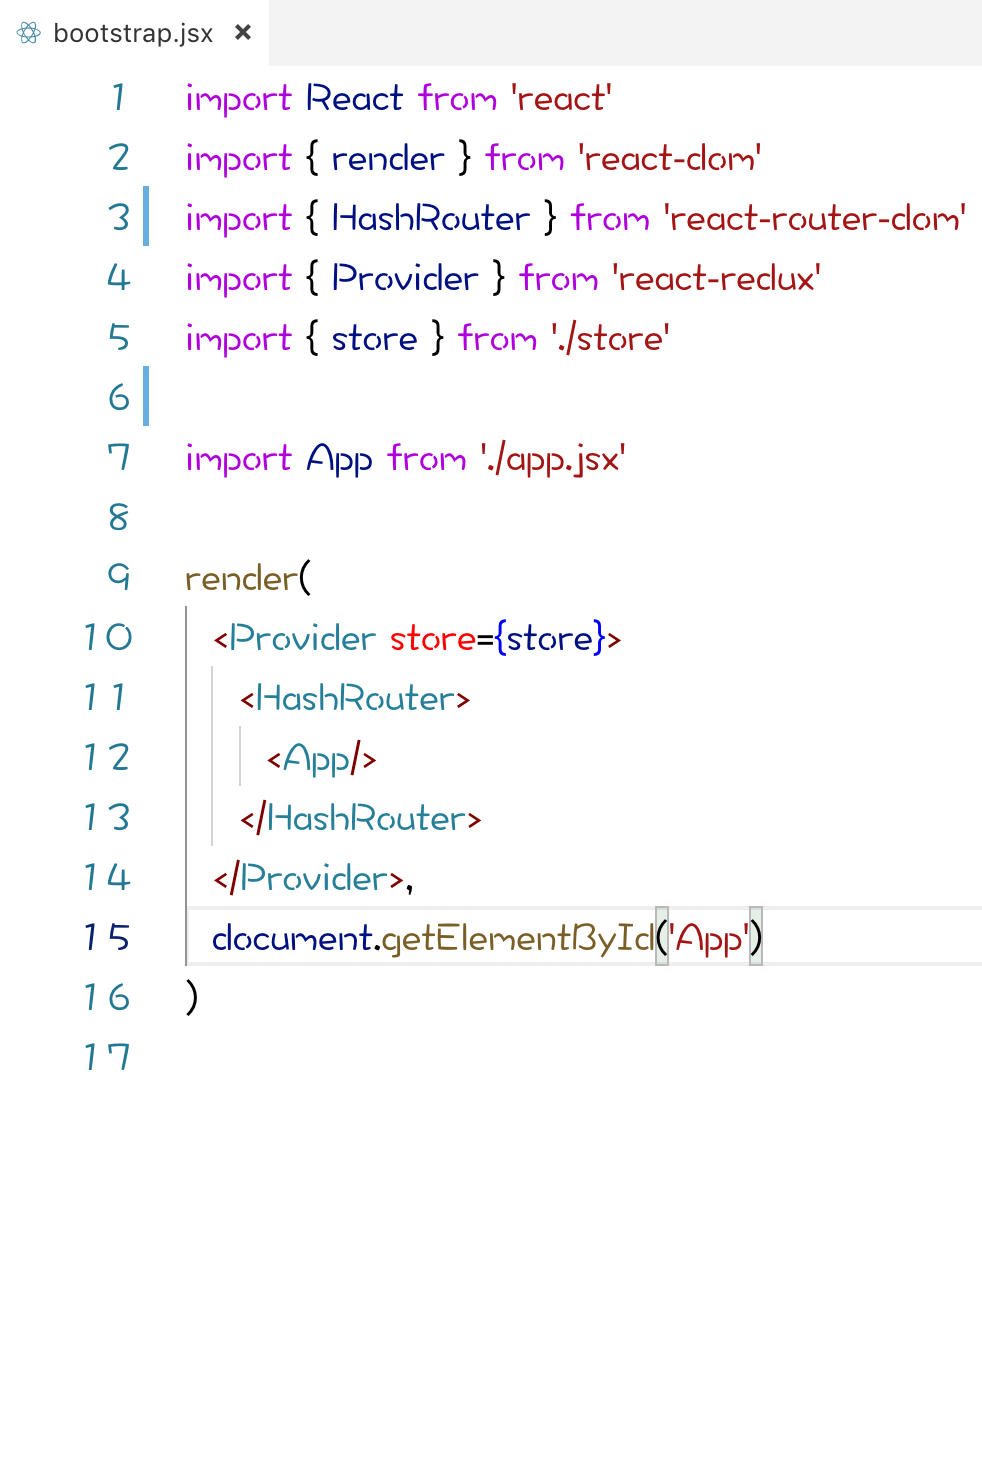 bootstrap.jsx ×
1 import React from 'react'
2 import { render } from 'react-dom'
3 import { HashRouter } from 'react-router-dom'
4 import { Provider } from 'react-redux'
5 import { store } from './store'
6
7 import App from './app.jsx'
8
9 render(
10 <Provider store={store}>
11 <HashRouter>
12 <App/>
13 </HashRouter>
14 </Provider>,
15 document.getElementById('App')
16 )
17